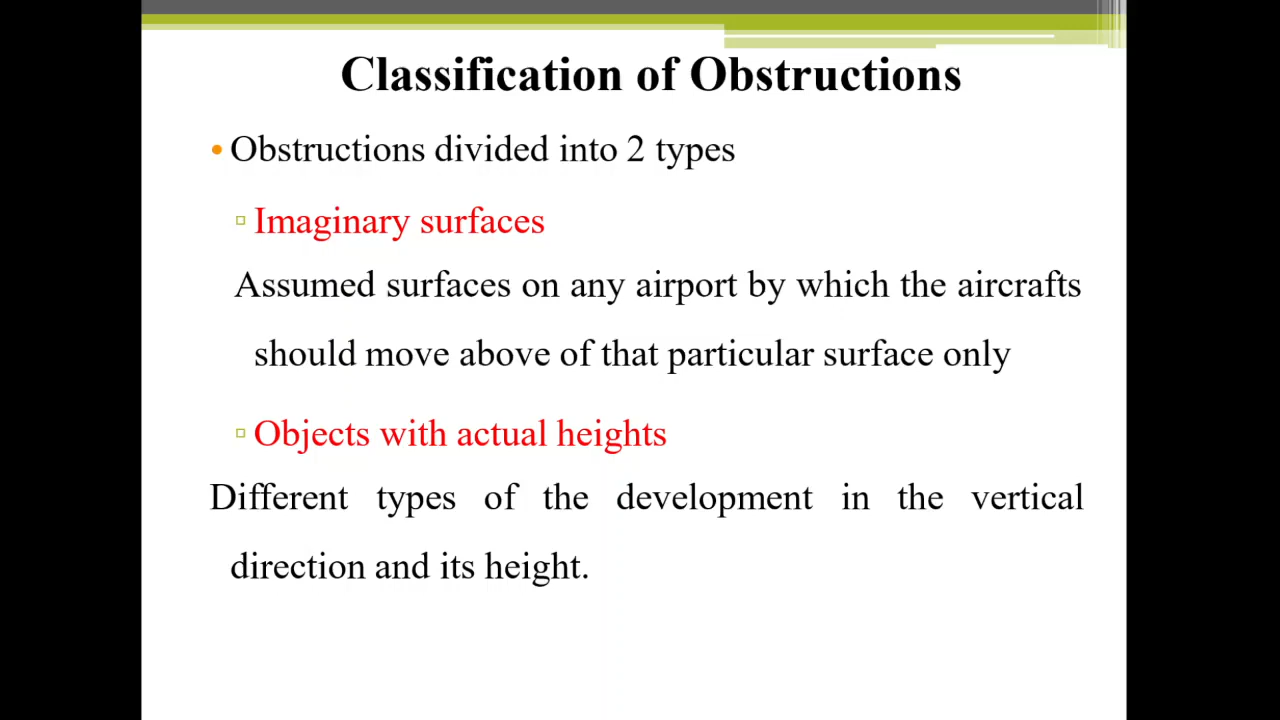 Classification of Obstructions
• Obstructions divided into 2 types
▫ Imaginary surfaces
Assumed surfaces on any airport by which the aircrafts
should move above of that particular surface only
▫ Objects with actual heights
Different types of the development in the vertical
direction and its height.